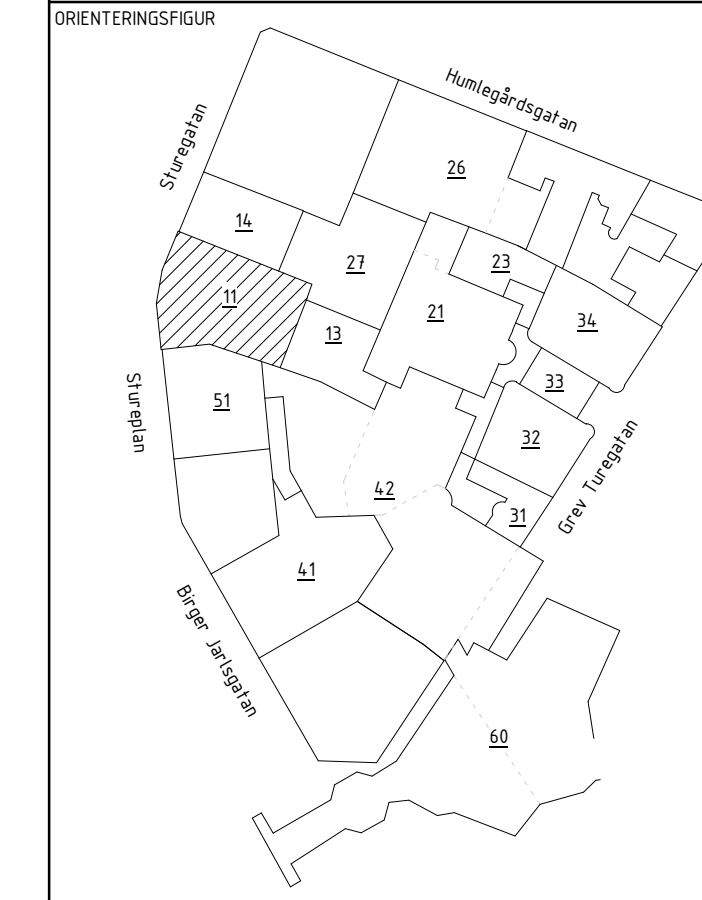 ORIENTERINGSFIGUR
Humlegårdsgatan
Sturegatan
26
14
27
23
11
21
34
13
33
Stureplan
51
32
Grev Turegatan
42
31
41
Birger Jarlsgatan
60